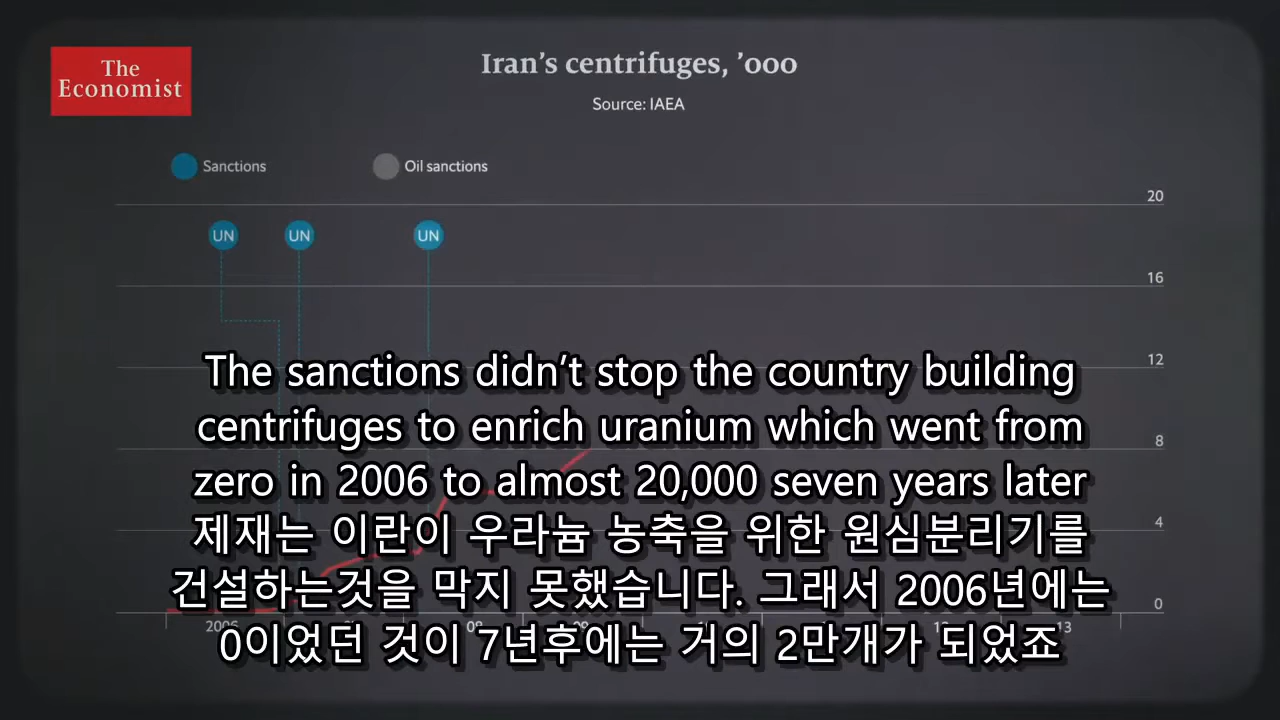 The
Economist
Iran's centrifuges, '000
Source: IAEA
Sanctions
Oil sanctions
20
UN UN UN
16
12
The sanctions didn't stop the country building
centrifuges to enrich uranium which went from
8
zero in 2006 to almost 20,000 seven years later
4
제재는 이란이 우라늄 농축을 위한 원심분리기를
건설하는것을 막지 못했습니다. 그래서 2006년에는
0
2006 08 09 12 13
0이었던 것이 7년후에는 거의 2만개가 되었죠